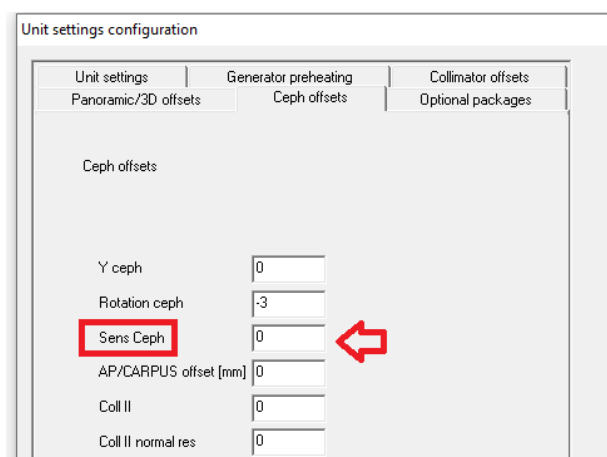 Unit settings configuration
Unit settings Generator preheating Collimator offsets
Panoramic/3D offsets Ceph offsets Optional packages
Ceph offsets
Y ceph 0
Rotation ceph -3
Sens Ceph 0
AP/CARPUS offset [mm] 0
Coll II 0
Coll II normal res 0